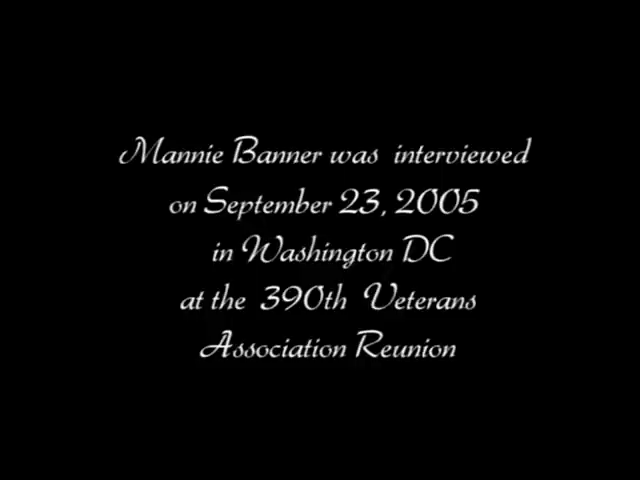 Mannie Banner was interviewed
on September 23, 2005
in Washington DC
at the 390th Veterans
Association Reunion